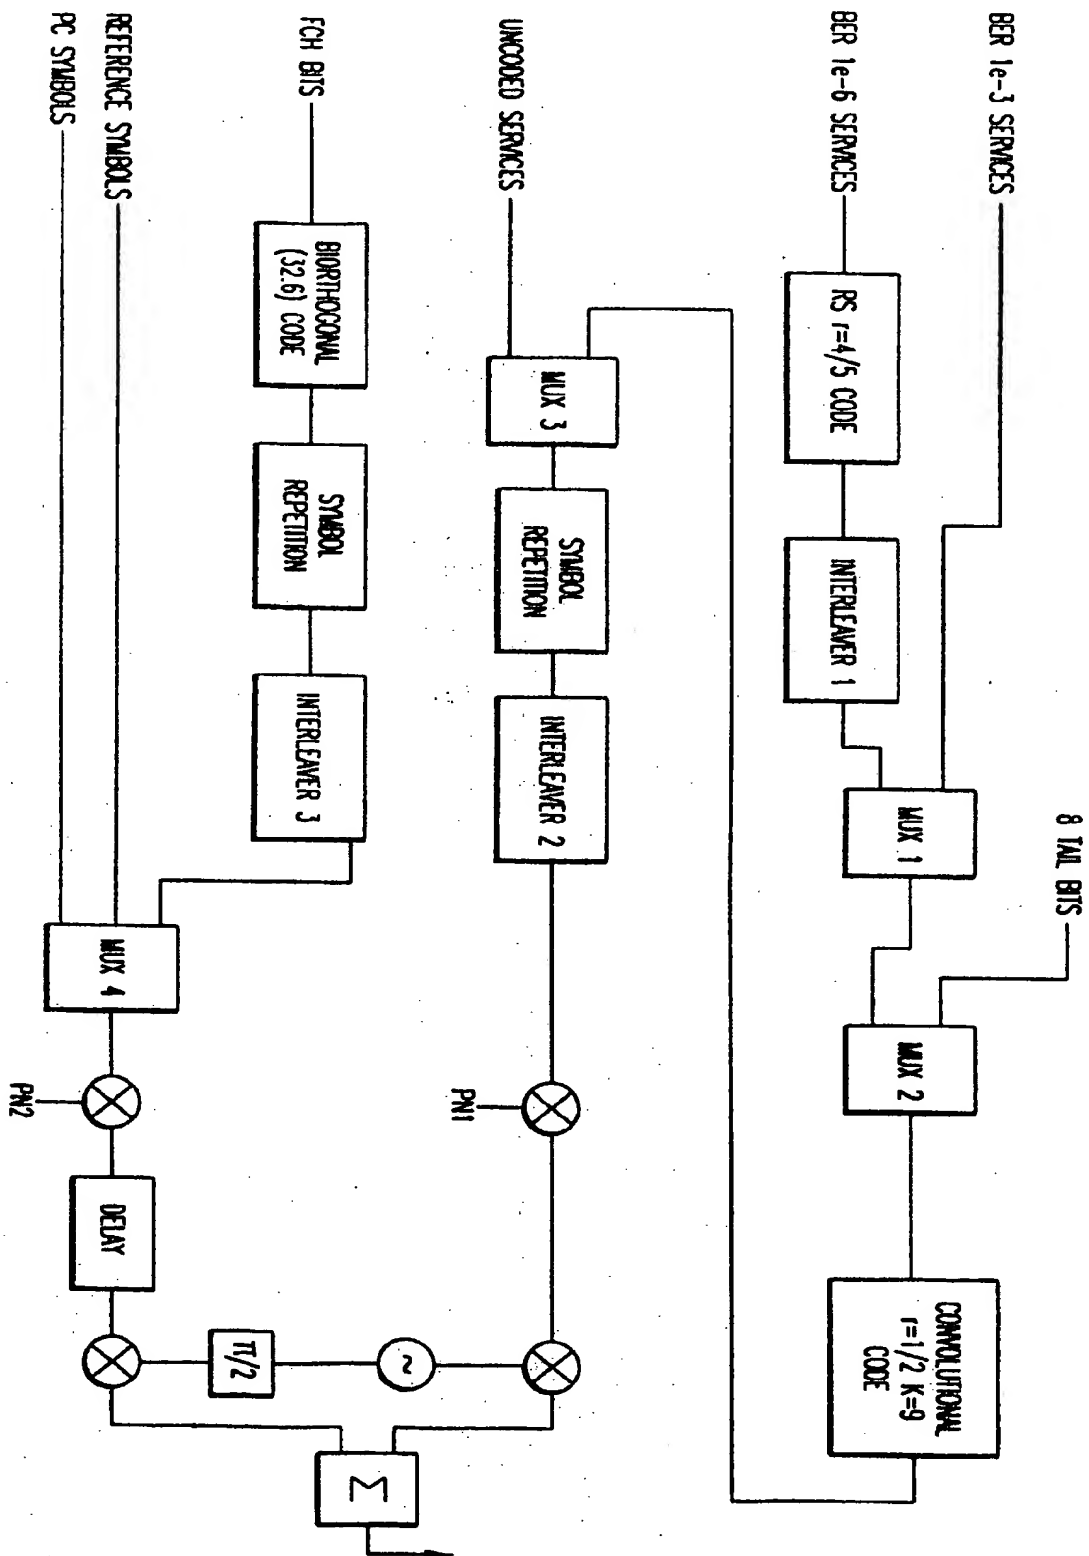 BER 1e-3 SERVICES
BER 1e-6 SERVICES
RS r=4/5 CODE
INTERLEAVER 1
MUX 1
8 TAIL BITS
MUX 2
CONVOLUTIONAL
r=1/2 K=9
CODE
UNCODED SERVICES
MUX 3
SYMBOL
REPETITION
INTERLEAVER 2
PN1
~
π/2
Σ
FCH BITS
BIORTHOGONAL
(32.6) CODE
SYMBOL
REPETITION
INTERLEAVER 3
REFERENCE SYMBOLS
PC SYMBOLS
MUX 4
PN2
DELAY